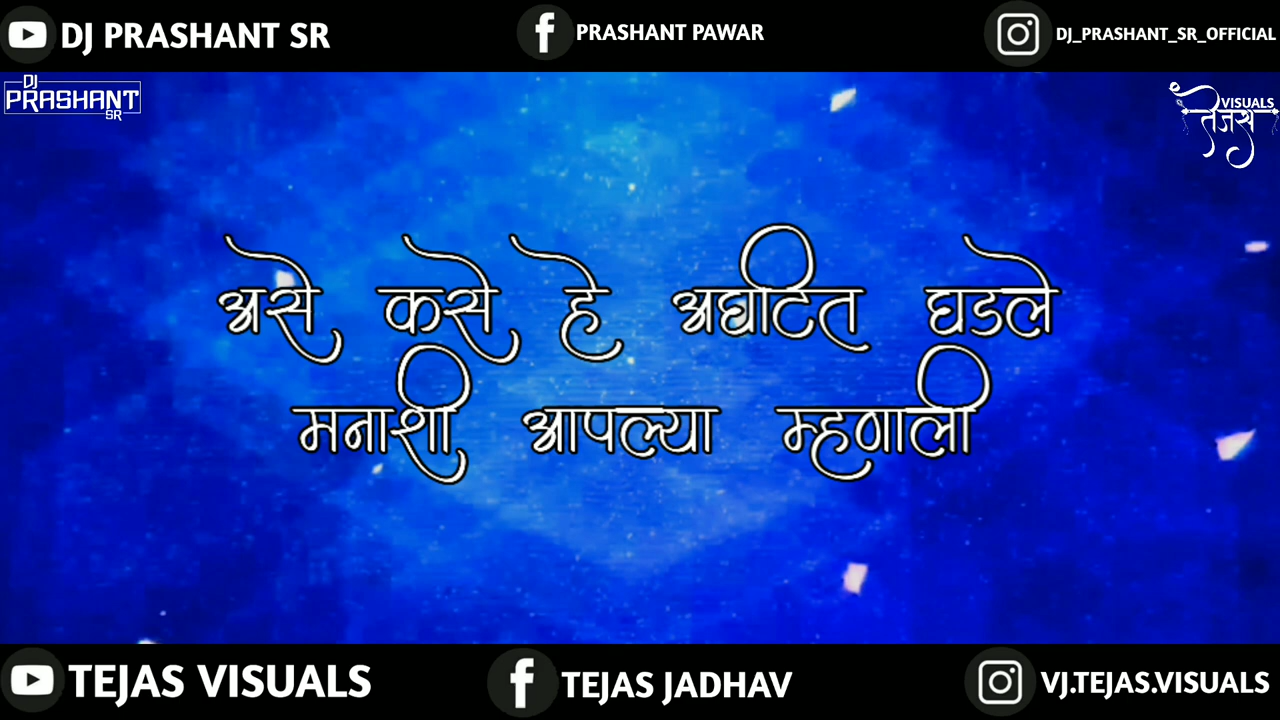 DJ PRASHANT SR
PRASHANT PAWAR
DJ_PRASHANT_SR_OFFICIAL
DJ
PRASHANT
SR
VISUALS
तेजस
असे कसे हे अघटित घडले
मनाशी आपल्या म्हणाली
TEJAS VISUALS
TEJAS JADHAV
VJ.TEJAS.VISUALS